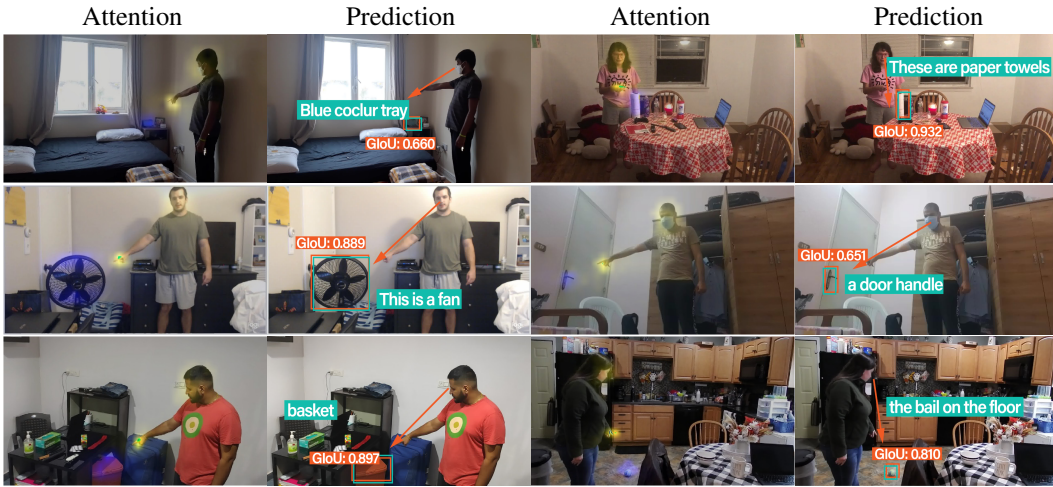 Attention Prediction Attention Prediction
Blue coclur tray
GIoU: 0.660
These are paper towels
GIoU: 0.932
GIoU: 0.889
This is a fan
GIoU: 0.651
a door handle
basket
GIoU: 0.897
the bail on the floor
GIoU: 0.810